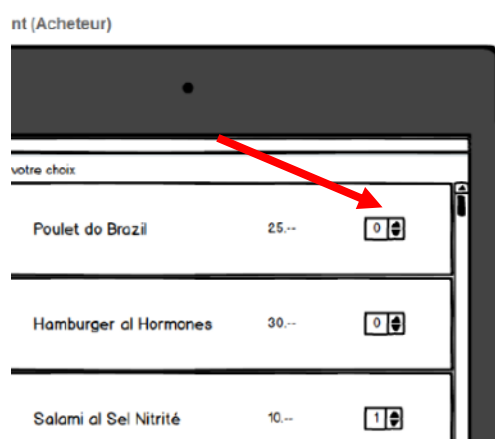 nt (Acheteur)
votre choix
Poulet do Brazil 25.-- 0
Hamburger al Hormones 30.-- 0
Salami al Sel Nitrité 10.-- 1